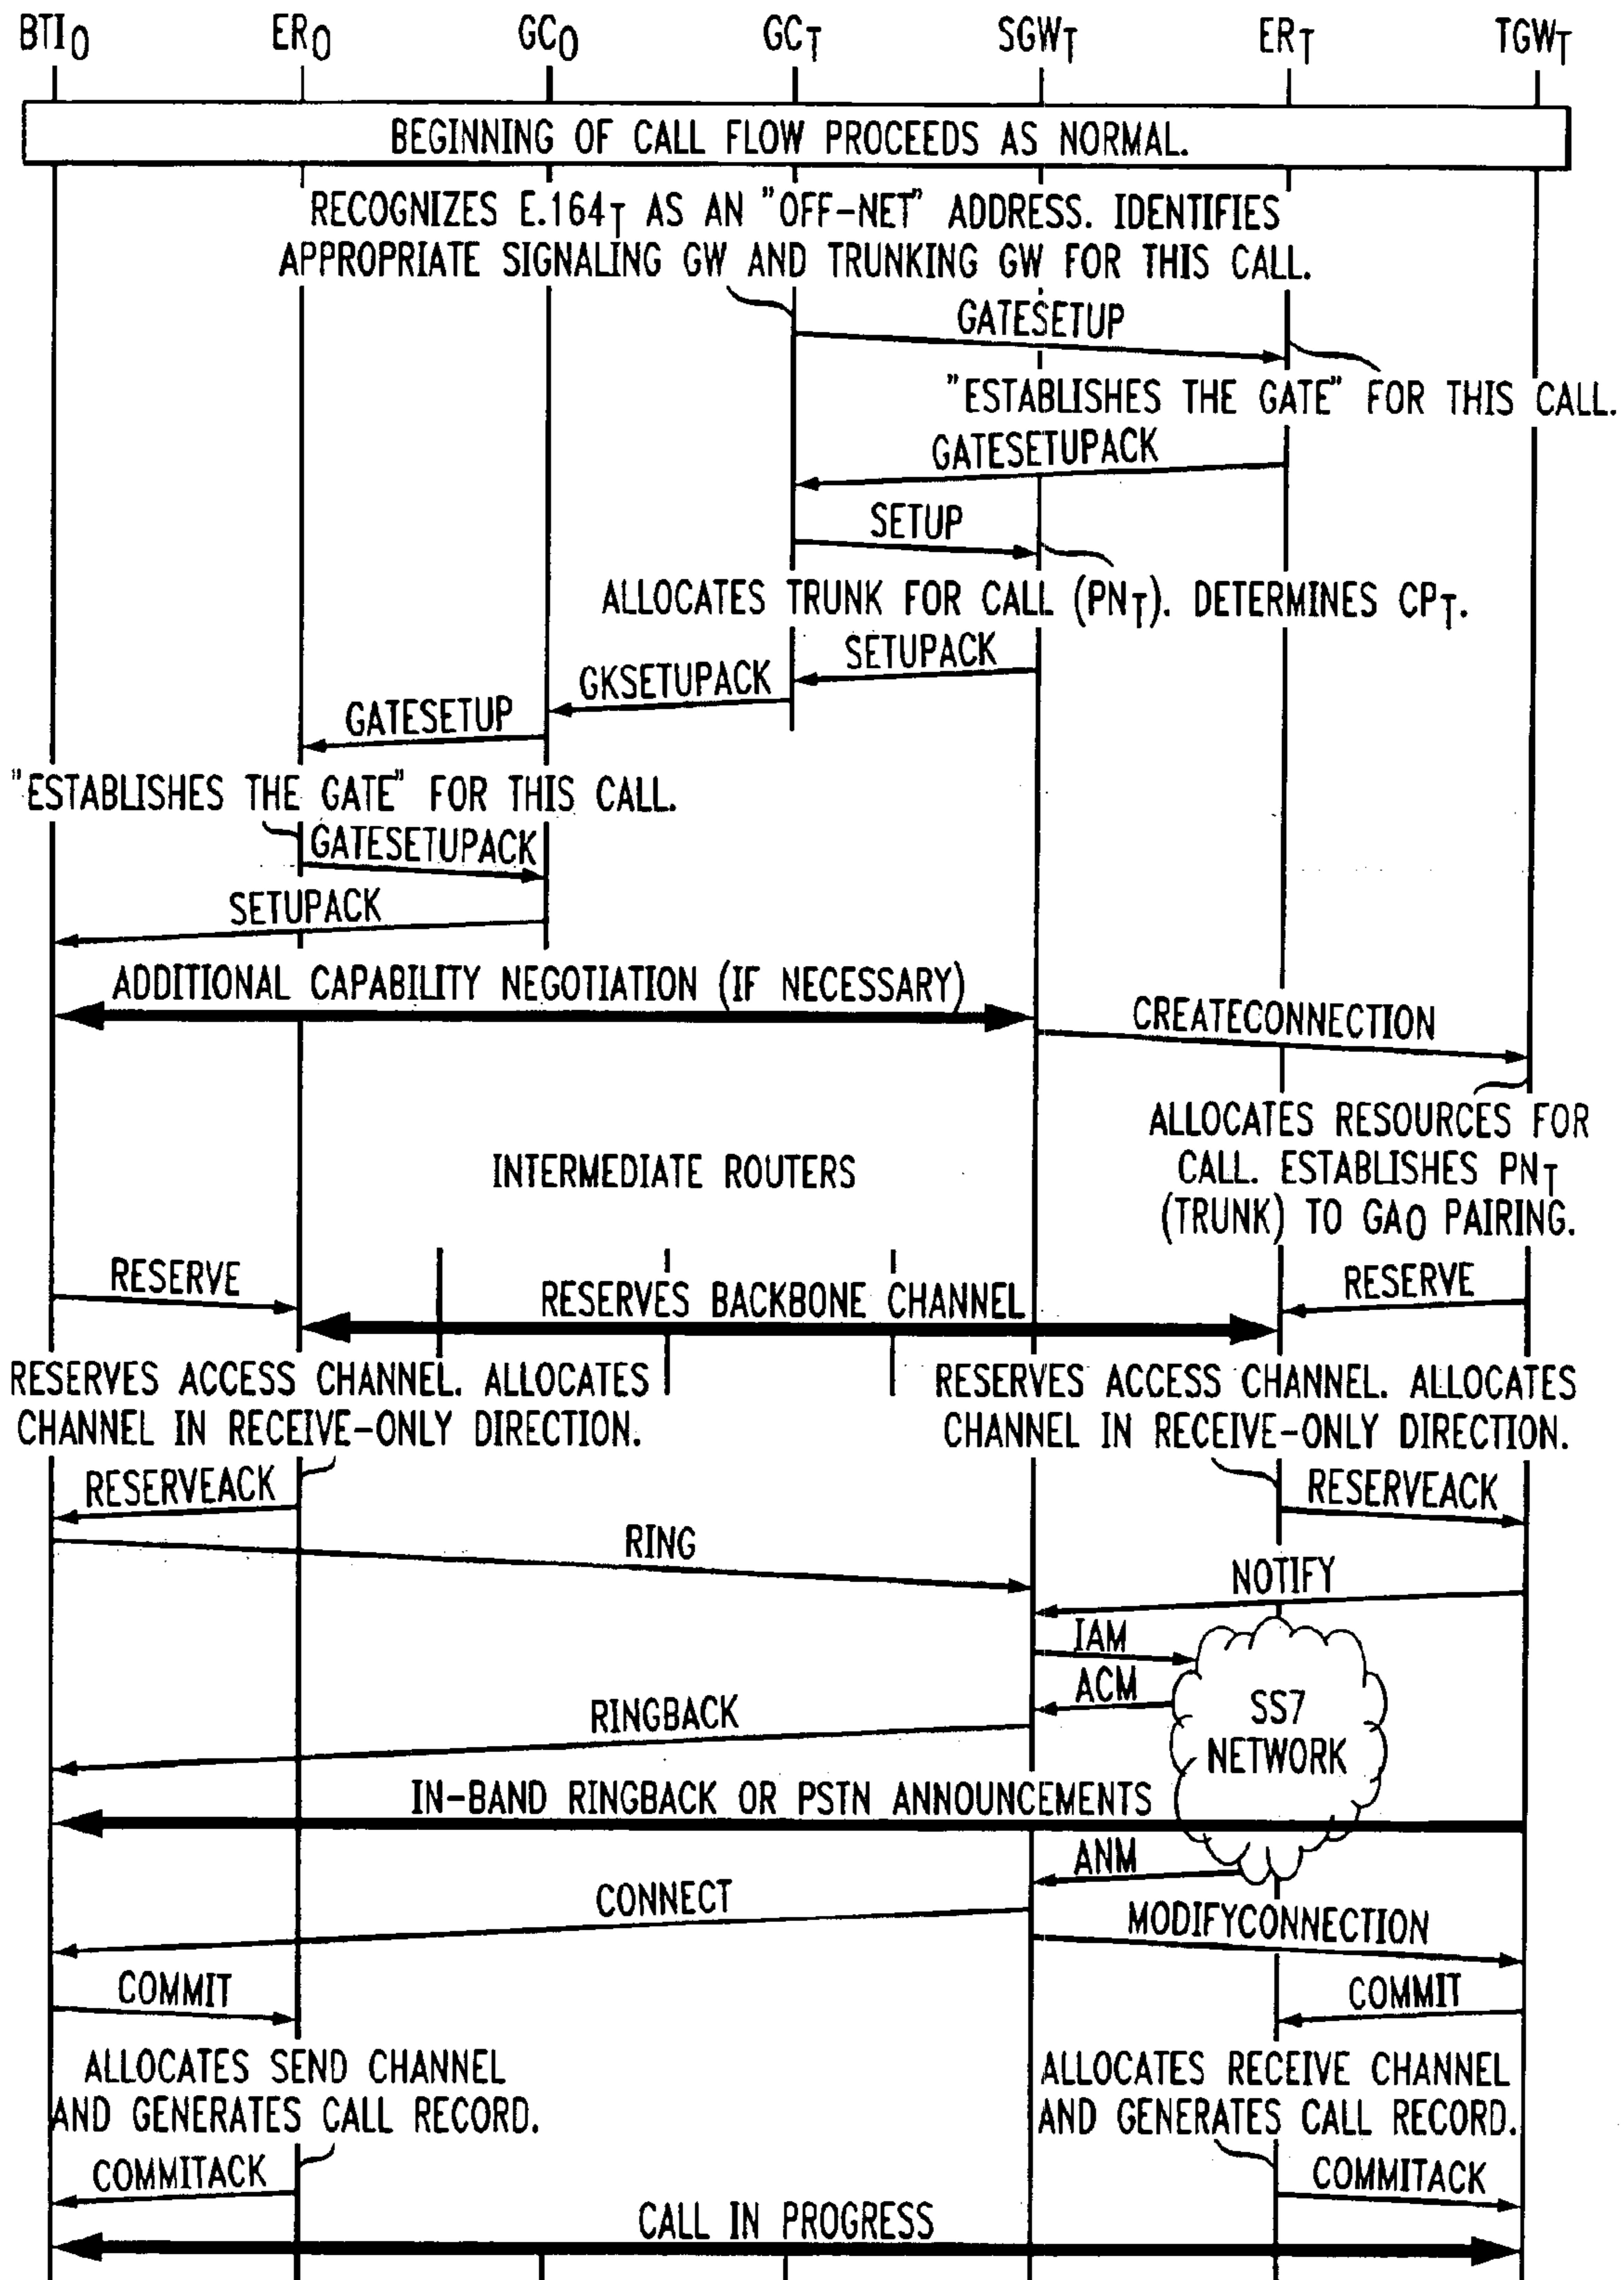 BTIO ERO GCO GCT SGWT ERT TGWT
BEGINNING OF CALL FLOW PROCEEDS AS NORMAL.
RECOGNIZES E.164T AS AN "OFF-NET" ADDRESS. IDENTIFIES
APPROPRIATE SIGNALING GW AND TRUNKING GW FOR THIS CALL.
GATESETUP
"ESTABLISHES THE GATE" FOR THIS CALL.
GATESETUPACK
SETUP
ALLOCATES TRUNK FOR CALL (PNT). DETERMINES CPT.
SETUPACK
GKSETUPACK
GATESETUP
"ESTABLISHES THE GATE" FOR THIS CALL.
GATESETUPACK
SETUPACK
ADDITIONAL CAPABILITY NEGOTIATION (IF NECESSARY)
CREATECONNECTION
ALLOCATES RESOURCES FOR
CALL. ESTABLISHES PNT
(TRUNK) TO GAO PAIRING.
INTERMEDIATE ROUTERS
RESERVE
RESERVES BACKBONE CHANNEL
RESERVE
RESERVES ACCESS CHANNEL. ALLOCATES
CHANNEL IN RECEIVE-ONLY DIRECTION.
RESERVES ACCESS CHANNEL. ALLOCATES
CHANNEL IN RECEIVE-ONLY DIRECTION.
RESERVEACK
RESERVEACK
RING
NOTIFY
IAM
ACM
SS7
NETWORK
RINGBACK
IN-BAND RINGBACK OR PSTN ANNOUNCEMENTS
ANM
CONNECT
MODIFYCONNECTION
COMMIT
COMMIT
ALLOCATES SEND CHANNEL
AND GENERATES CALL RECORD.
ALLOCATES RECEIVE CHANNEL
AND GENERATES CALL RECORD.
COMMITACK
COMMITACK
CALL IN PROGRESS